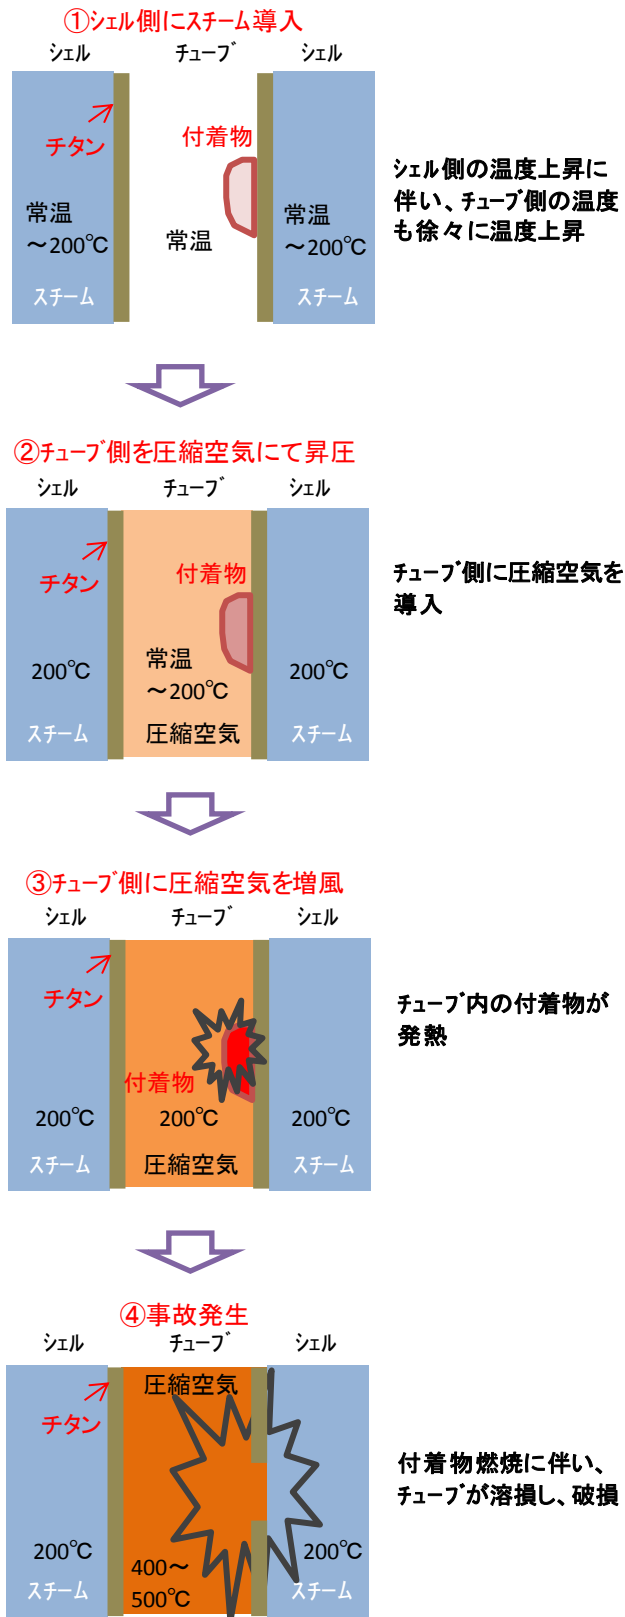 ①シェル側にスチーム導入
シェル チューブ シェル
チタン
付着物
常温
～200℃
常温
常温
～200℃
スチーム
スチーム
シェル側の温度上昇に
伴い、チューブ側の温度
も徐々に温度上昇
②チューブ側を圧縮空気にて昇圧
シェル チューブ シェル
チタン
付着物
200℃
常温
～200℃
200℃
スチーム
圧縮空気
スチーム
チューブ側に圧縮空気を
導入
③チューブ側に圧縮空気を増風
シェル チューブ シェル
チタン
付着物
200℃
200℃
200℃
スチーム
圧縮空気
スチーム
チューブ内の付着物が
発熱
④事故発生
シェル チューブ シェル
圧縮空気
チタン
200℃
400～
500℃
200℃
スチーム
スチーム
付着物燃焼に伴い、
チューブが溶損し、破損